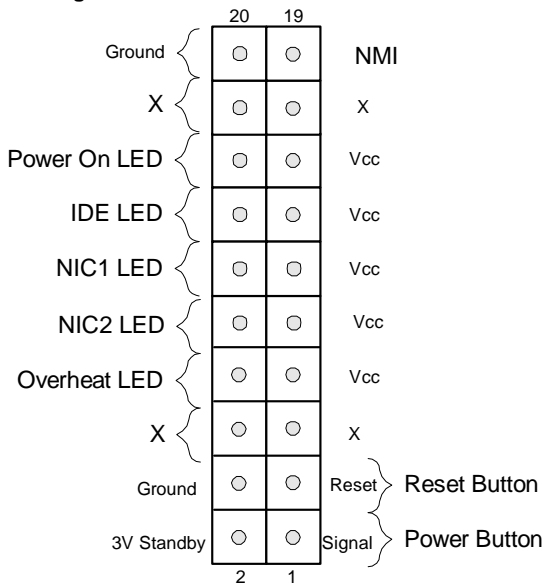 20 19
Ground NMI
X X
Power On LED Vcc
IDE LED Vcc
NIC1 LED Vcc
NIC2 LED Vcc
Overheat LED Vcc
X X
Ground Reset Reset Button
3V Standby Signal Power Button
2 1